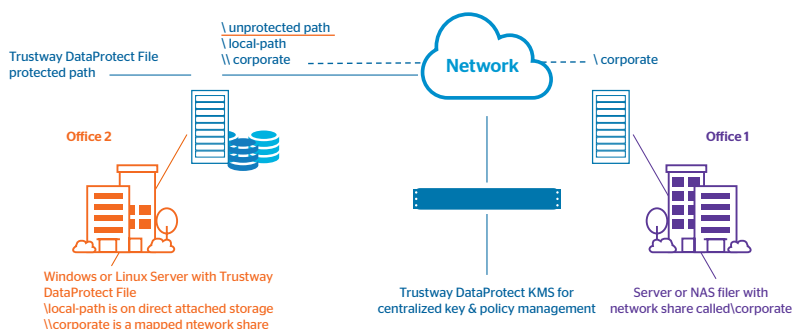 \ unprotected path
\ local-path
\\ corporate
Trustway DataProtect File
protected path
Network
\ corporate
Office 2
Office 1
Windows or Linux Server with Trustway
DataProtect File
\local-path is on direct attached storage
\\corporate is a mapped ntework share
Trustway DataProtect KMS for
centralized key & policy management
Server or NAS filer with
network share called\corporate